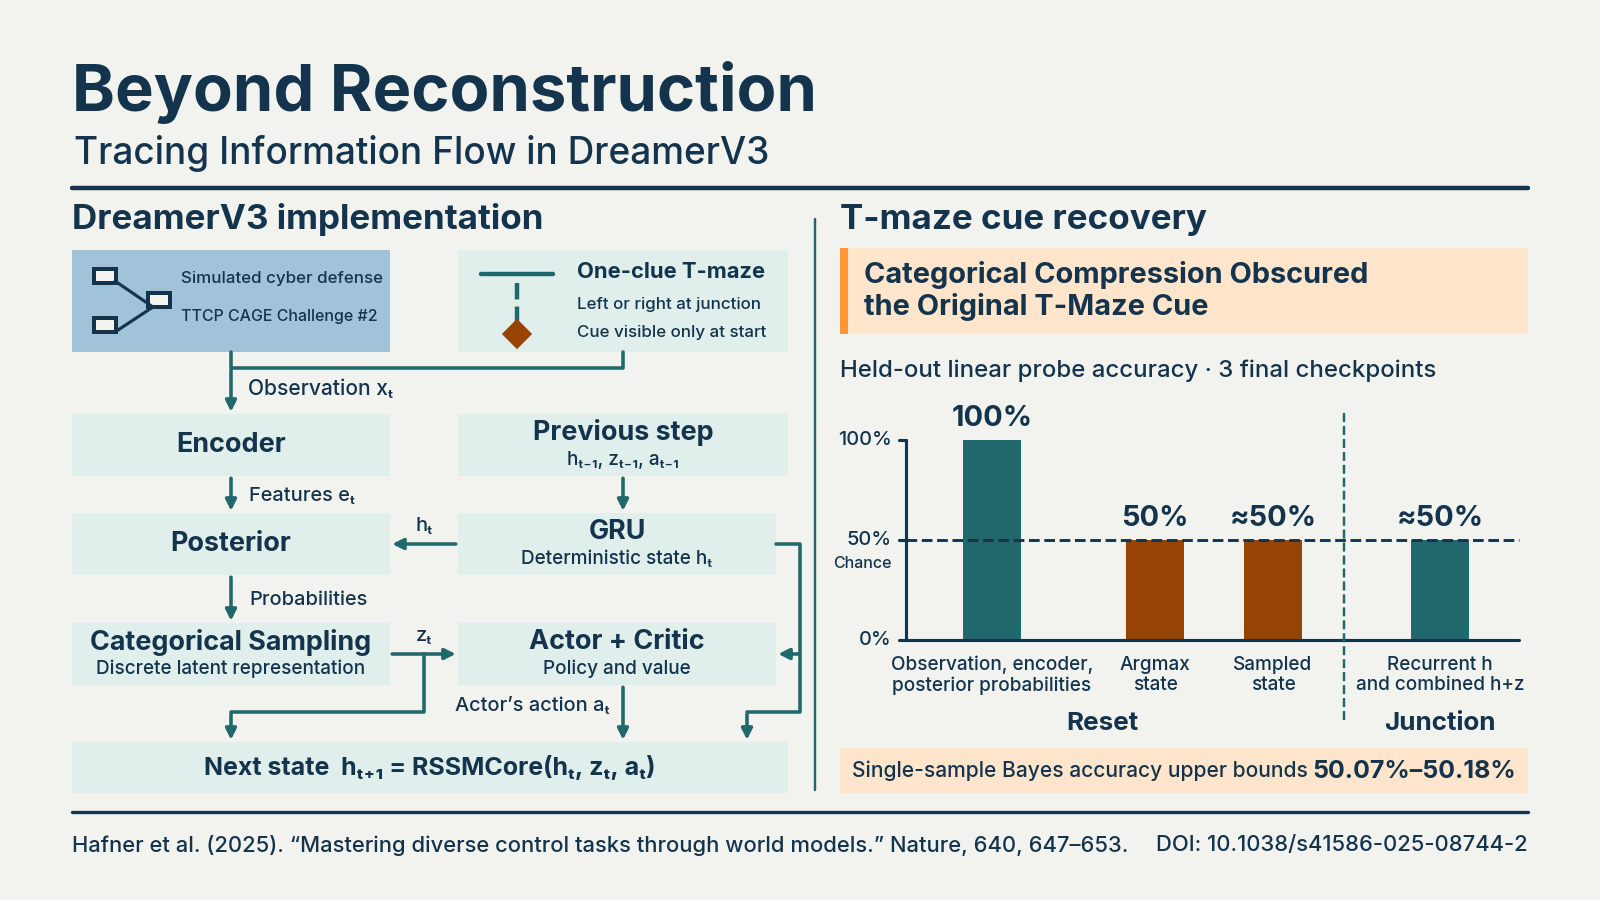 Beyond Reconstruction
Tracing Information Flow in DreamerV3
DreamerV3 implementation
Simulated cyber defense
TTCP CAGE Challenge #2
One-clue T-maze
Left or right at junction
Cue visible only at start
Observation xₜ
Encoder
Previous step
hₜ₋₁, zₜ₋₁, aₜ₋₁
Features eₜ
Posterior
hₜ
GRU
Deterministic state hₜ
Probabilities
Categorical Sampling
Discrete latent representation
zₜ
Actor + Critic
Policy and value
Actor’s action aₜ
Next state hₜ₊₁ = RSSMCore(hₜ, zₜ, aₜ)
T-maze cue recovery
Categorical Compression Obscured
the Original T-Maze Cue
Held-out linear probe accuracy · 3 final checkpoints
100%
50%
Chance
0%
100%
50%
≈50%
≈50%
Observation, encoder,
posterior probabilities
Argmax
state
Sampled
state
Recurrent h
and combined h+z
Reset
Junction
Single-sample Bayes accuracy upper bounds 50.07%–50.18%
Hafner et al. (2025). “Mastering diverse control tasks through world models.” Nature, 640, 647–653. DOI: 10.1038/s41586-025-08744-2